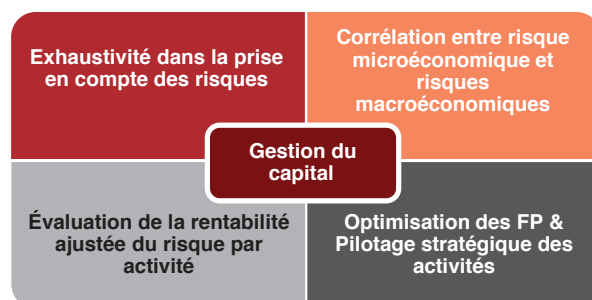 Exhaustivité dans la prise
en compte des risques
Corrélation entre risque
microéconomique et
risques
macroéconomiques
Gestion du
capital
Évaluation de la rentabilité
ajustée du risque par
activité
Optimisation des FP &
Pilotage stratégique des
activités